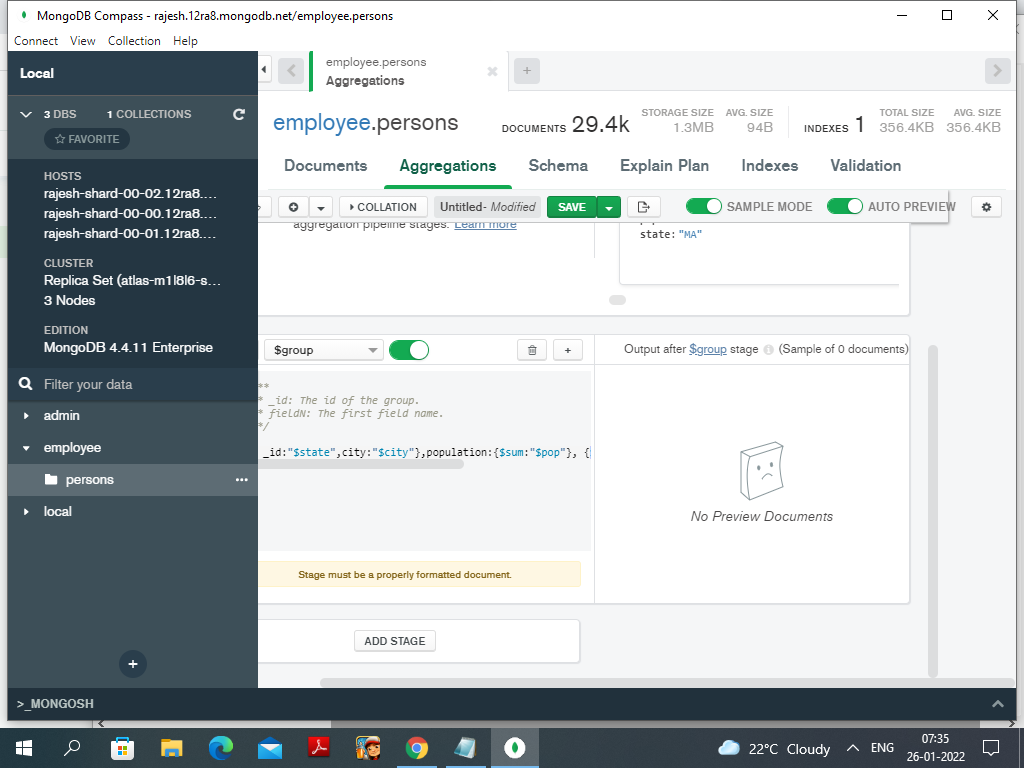 MongoDB Compass - rajesh.12ra8.mongodb.net/employee.persons
Connect View Collection Help
Local
3 DBS 1 COLLECTIONS
☆ FAVORITE
HOSTS
rajesh-shard-00-02.12ra8....
rajesh-shard-00-00.12ra8....
rajesh-shard-00-01.12ra8....
CLUSTER
Replica Set (atlas-m1l8l6-s...
3 Nodes
EDITION
MongoDB 4.4.11 Enterprise
Filter your data
admin
employee
persons
local
employee.persons
Aggregations
employee.persons
DOCUMENTS 29.4k
STORAGE SIZE 1.3MB
AVG. SIZE 94B
INDEXES 1
TOTAL SIZE 356.4KB
AVG. SIZE 356.4KB
Documents Aggregations Schema Explain Plan Indexes Validation
COLLATION Untitled- Modified SAVE SAMPLE MODE AUTO PREVIEW
aggregation pipeline stages. Learn more
state: "MA"
$group
Output after $group stage (Sample of 0 documents)
**
* _id: The id of the group.
* fieldN: The first field name.
*/
_id:"$state",city:"$city"},population:{$sum:"$pop"}, {
No Preview Documents
Stage must be a properly formatted document.
ADD STAGE
>_MONGOSH
22°C Cloudy ENG
07:35
26-01-2022